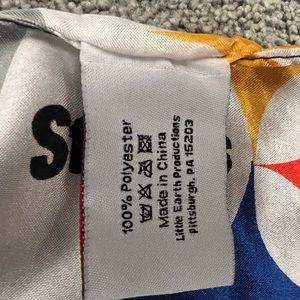 St
s
100% Polyester
Made in China
Little Earth Productions
Pittsburgh, PA 15203